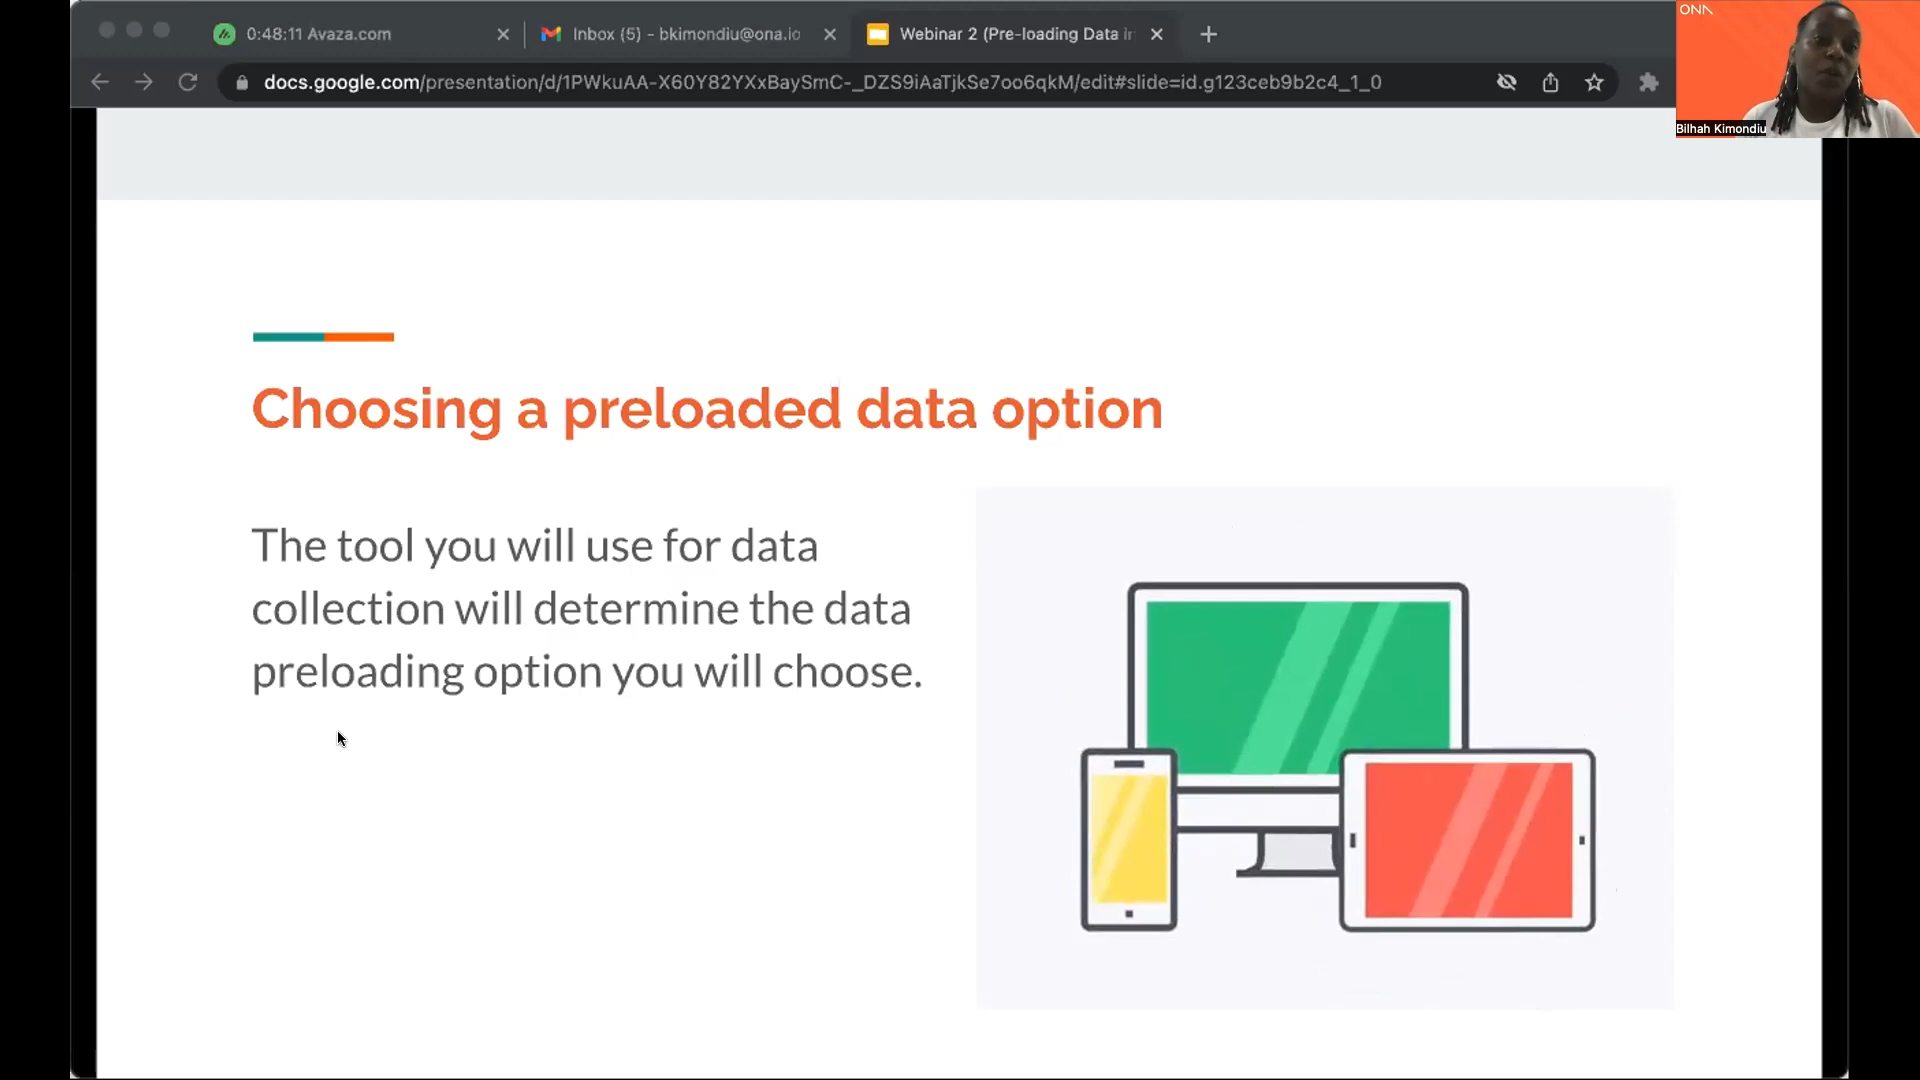 0:48:11 Avaza.com
Inbox (5) - bkimondiu@ona.io
Webinar 2 (Pre-loading Data in
docs.google.com/presentation/d/1PWkuAA-X60Y82YXxBaySmC-_DZS9iAaTjkSe7oo6qkM/edit#slide=id.g123ceb9b2c4_1_0
ONA
Bilhah Kimondiu
Choosing a preloaded data option
The tool you will use for data
collection will determine the data
preloading option you will choose.